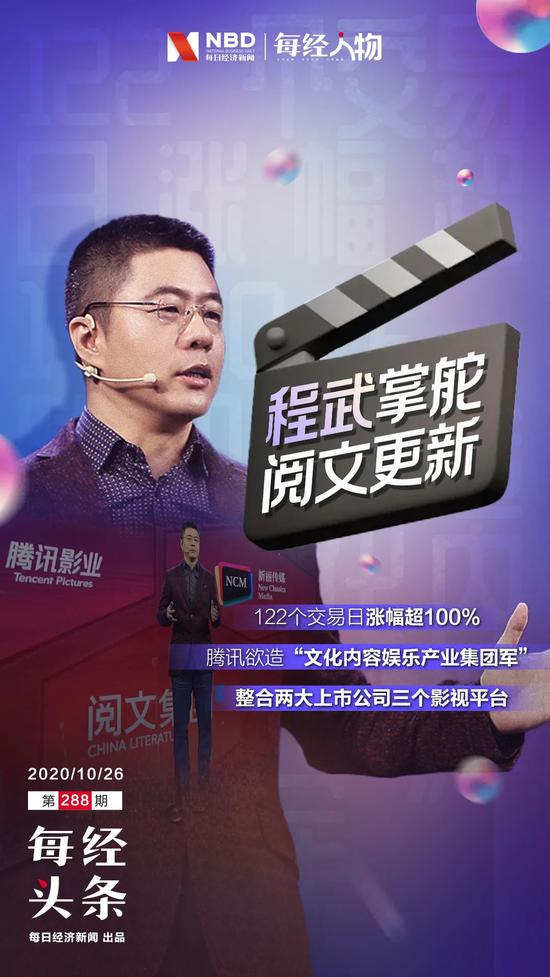 NBD
NATIONAL BUSINESS DAILY
每日经济新闻
每经人物
程武掌舵
阅文更新
腾讯影业
Tencent Pictures
NCM
新丽传媒
New Classics
Media
122个交易日涨幅超100%
腾讯欲造“文化内容娱乐产业集团军”
整合两大上市公司三个影视平台
阅文集
CHINA LITERATU
2020/10/26
第288期
每经
头条
每日经济新闻 出品